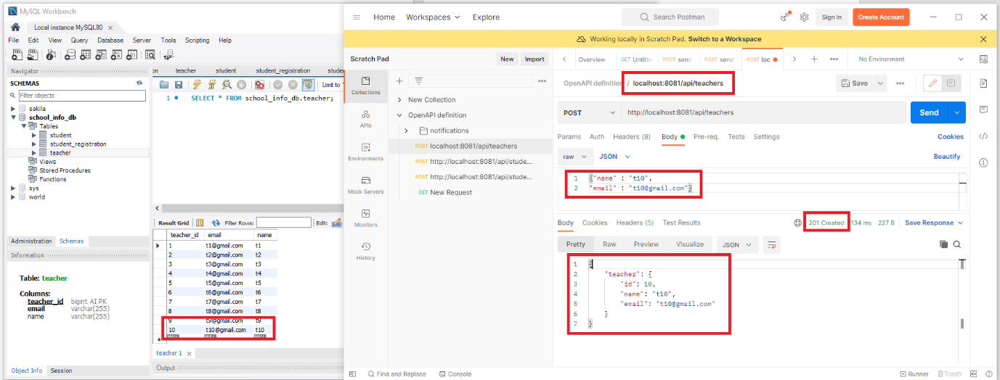 MySQL Workbench
Local instance MySQL80
File Edit View Query Database Server Tools Scripting Help
Navigator
SCHEMAS
Filter objects
sakila
school_info_db
Tables
student
student_registration
teacher
Views
Stored Procedures
Functions
sys
world
Administration Schemas
Information
Table: teacher
Columns:
teacher_id bigint AI PK
email varchar(255)
name varchar(255)
Object Info Session
on teacher student student_registration stude
Limit to
1 SELECT * FROM school_info_db.teacher;
Result Grid Filter Rows: Edit:
teacher_id email name
1 t1@gmail.com t1
2 t2@gmail.com t2
3 t3@gmail.com t3
4 t4@gmail.com t4
5 t5@gmail.com t5
6 t6@gmail.com t6
7 t7@gmail.com t7
8 t8@gmail.com t8
9 t9@gmail.com t9
10 t10@gmail.com t10
NULL NULL NULL
teacher 1
Output
Home Workspaces Explore
Search Postman
Sign In Create Account
Working locally in Scratch Pad. Switch to a Workspace
Scratch Pad New Import
Collections
APIs
Environments
Mock Servers
Monitors
History
New Collection
OpenAPI definition
notifications
POST localhost:8081/api/teachers
POST http://localhost:8081/api/stude...
POST http://localhost:8081/api/stude...
GET New Request
Overview GET Untitle POST send POST send POST loc No Environment
OpenAPI definition / localhost:8081/api/teachers Save
POST http://localhost:8081/api/teachers Send
Params Auth Headers (8) Body Pre-req. Tests Settings Cookies
raw JSON Beautify
1 {"name" : "t10",
2 "email" : "t10@gmail.com"}
Body Cookies Headers (5) Test Results 201 Created 134 ms 227 B Save Response
Pretty Raw Preview Visualize JSON
1 {
2 "teacher": {
3 "id": 10,
4 "name": "t10",
5 "email": "t10@gmail.com"
6 }
7 }
Find and Replace Console Runner Trash